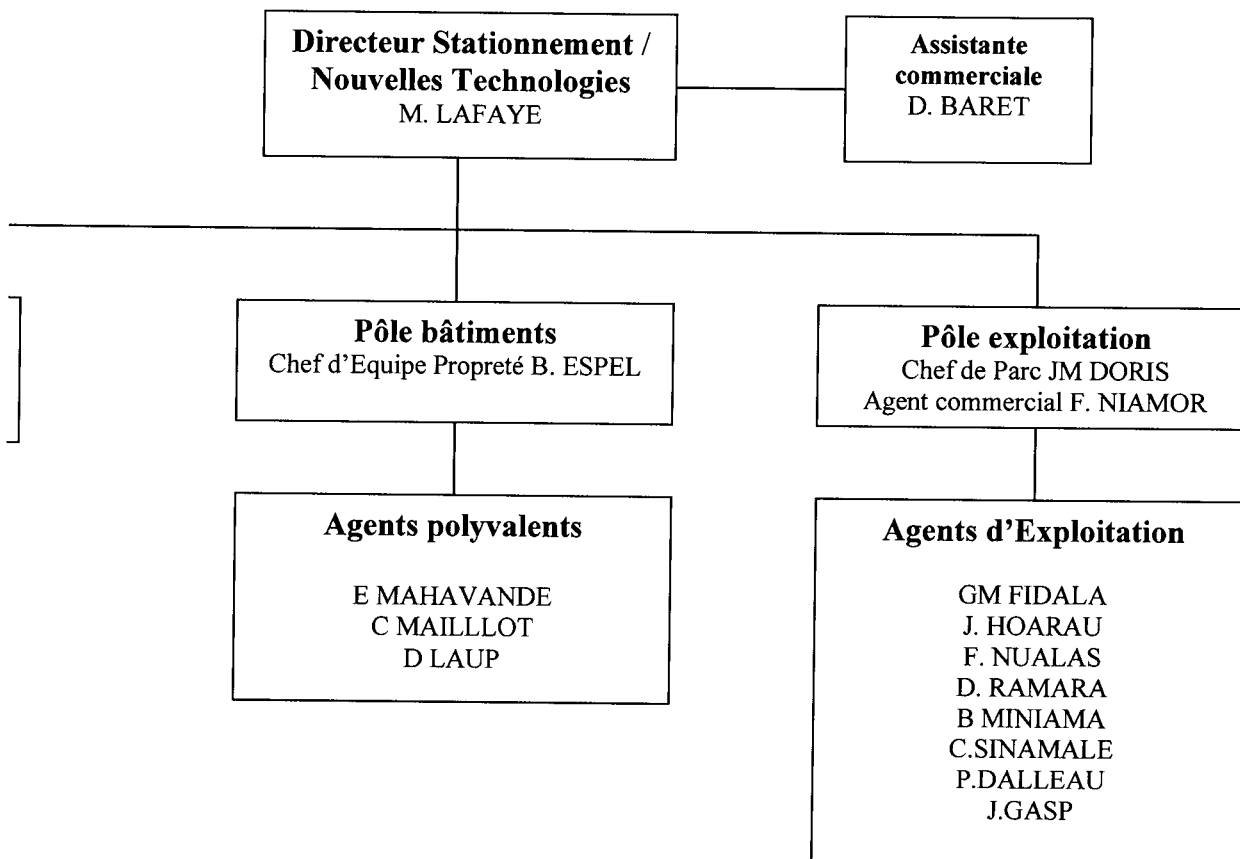 Directeur Stationnement /
Nouvelles Technologies
M. LAFAYE
Assistante
commerciale
D. BARET
Pôle bâtiments
Chef d'Equipe Propreté B. ESPEL
Pôle exploitation
Chef de Parc JM DORIS
Agent commercial F. NIAMOR
Agents polyvalents
E MAHAVANDE
C MAILLLOT
D LAUP
Agents d'Exploitation
GM FIDALA
J. HOARAU
F. NUALAS
D. RAMARA
B MINIAMA
C.SINAMALE
P.DALLEAU
J.GASP